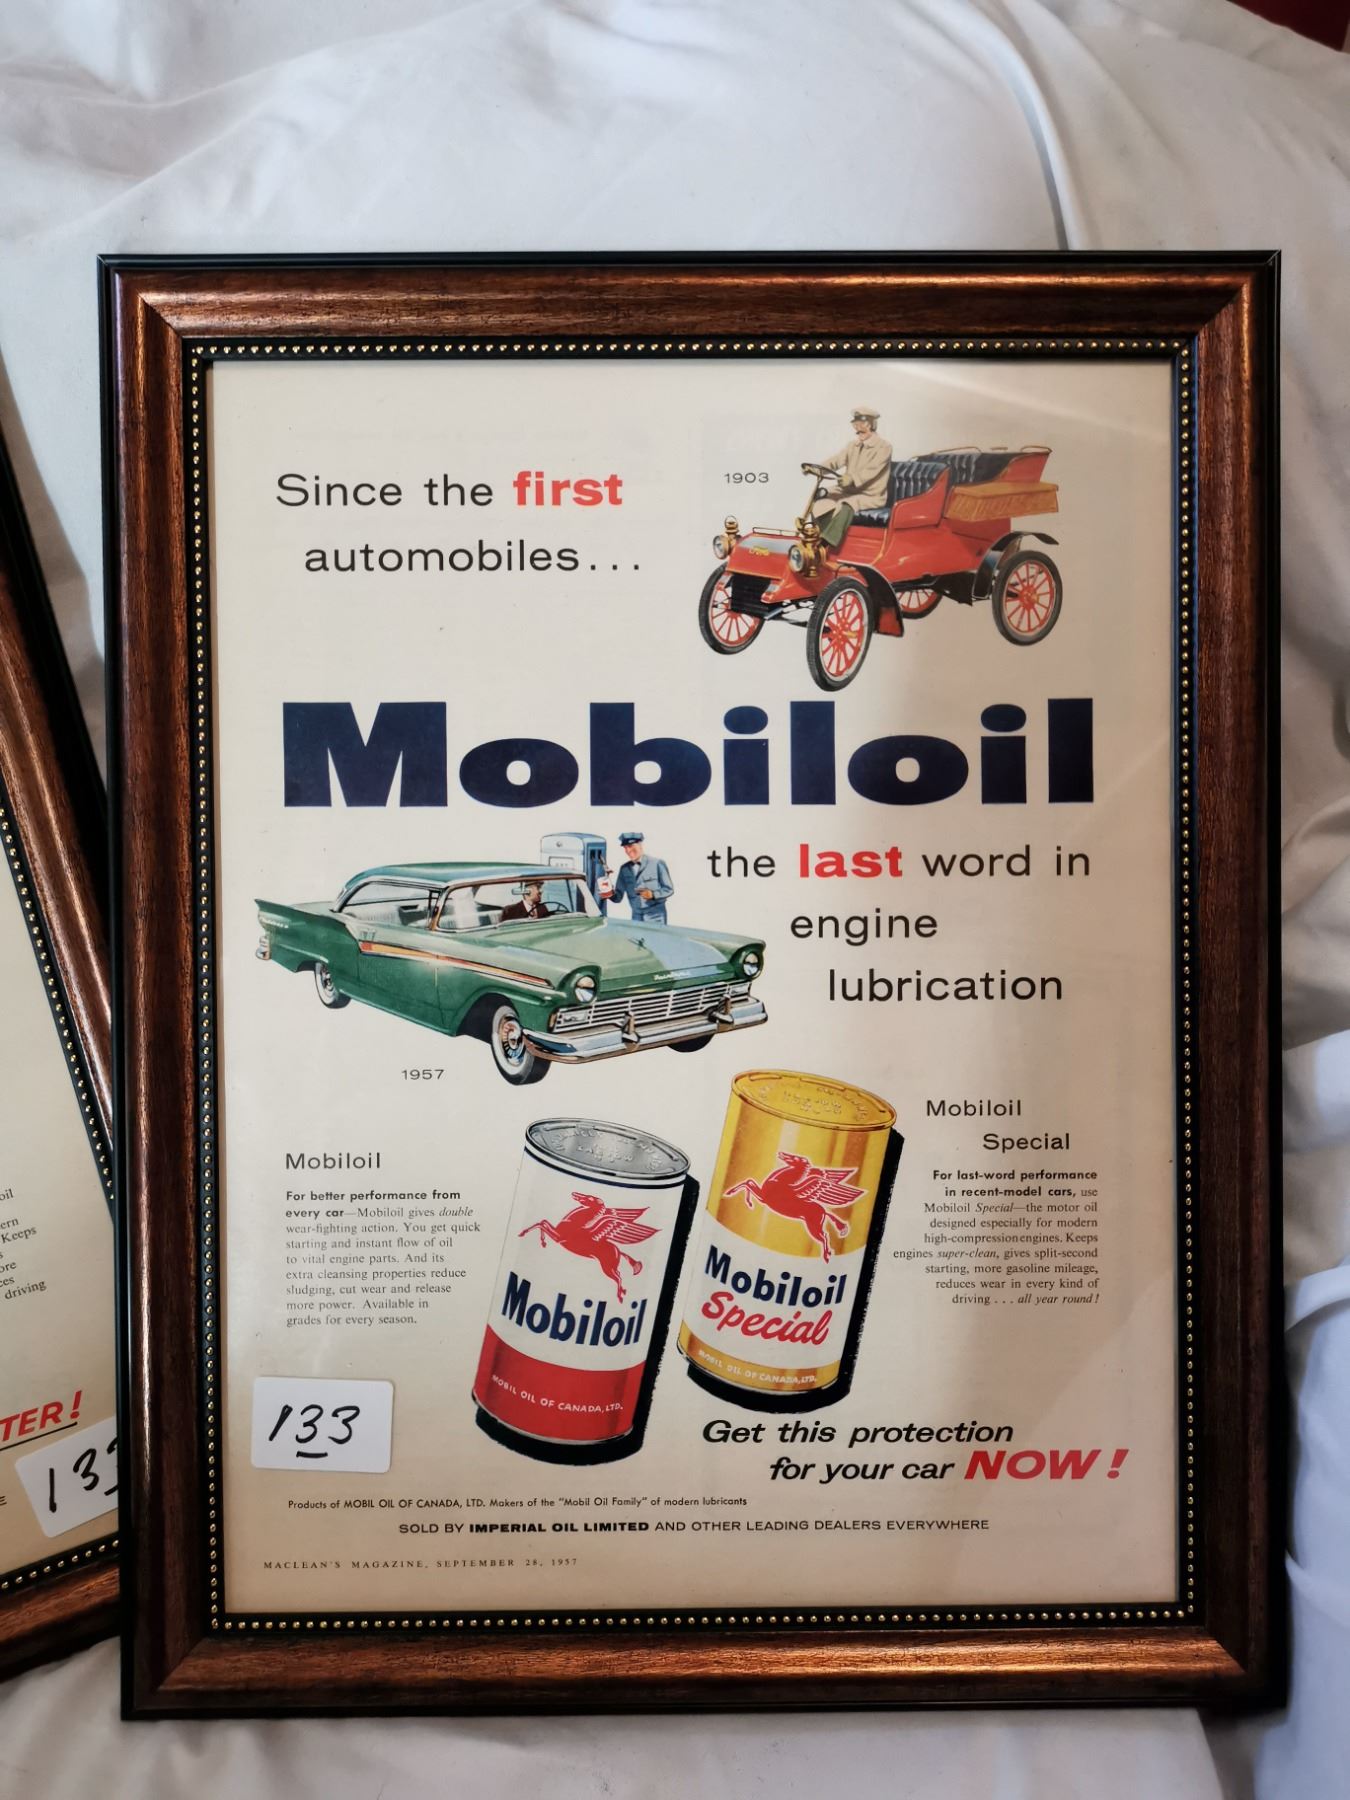 Since the first
automobiles...
1903
Ford
Mobiloil
the last word in
engine
lubrication
1957
Mobiloil
For better performance from
every car—Mobiloil gives double
wear-fighting action. You get quick
starting and instant flow of oil
to vital engine parts. And its
extra cleansing properties reduce
sludging, cut wear and release
more power. Available in
grades for every season.
Mobiloil
MOBIL OIL OF CANADA, LTD.
Mobiloil
Special
MOBIL OIL OF CANADA, LTD.
Mobiloil
Special
For last-word performance
in recent-model cars, use
Mobiloil Special—the motor oil
designed especially for modern
high-compression engines. Keeps
engines super-clean, gives split-second
starting, more gasoline mileage,
reduces wear in every kind of
driving ... all year round!
133
Get this protection
for your car NOW!
Products of MOBIL OIL OF CANADA, LTD. Makers of the "Mobil Oil Family" of modern lubricants
SOLD BY IMPERIAL OIL LIMITED AND OTHER LEADING DEALERS EVERYWHERE
MACLEAN'S MAGAZINE, SEPTEMBER 28, 1957
oil
ern
Keeps
driving
TER!
133